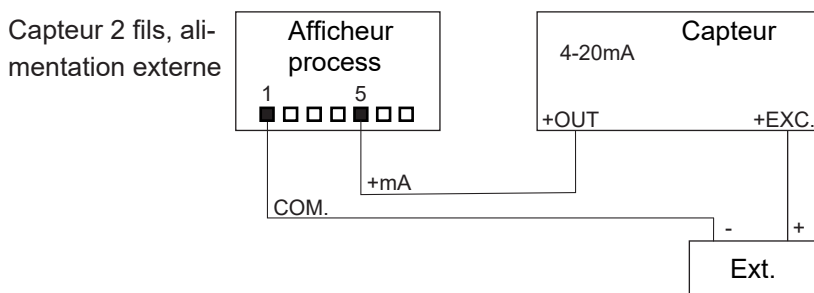 Capteur 2 fils, ali-
mentation externe
Afficheur
process
1 5
Capteur
4-20mA
+OUT +EXC.
+mA
COM.
- +
Ext.